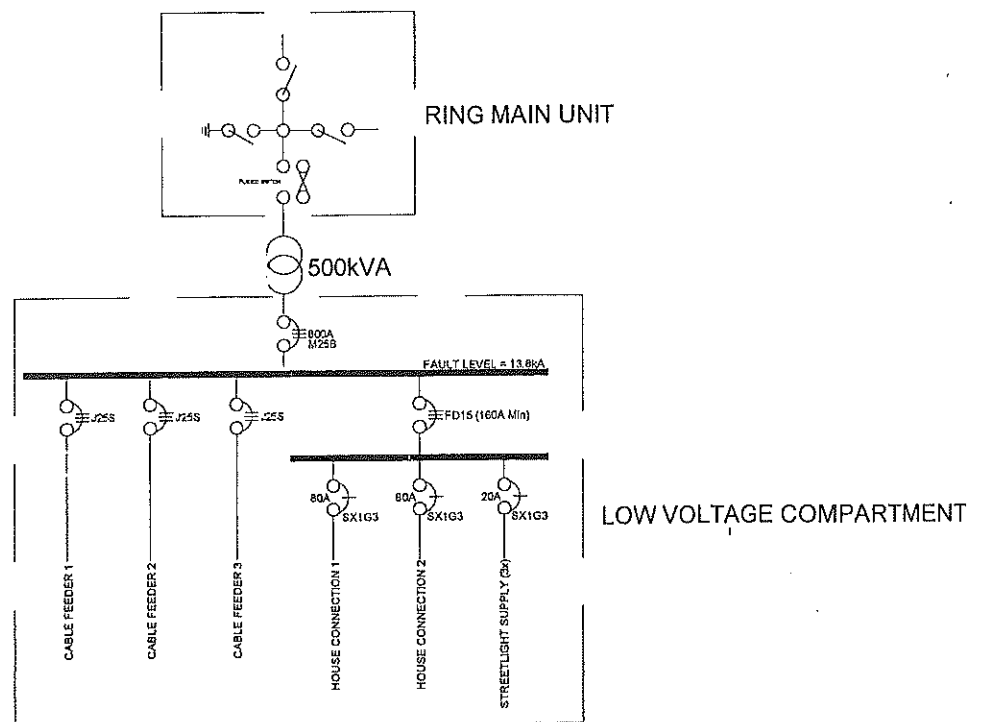 RING MAIN UNIT
500kVA
800A
M25B
FAULT LEVEL = 13.8kA
J25S
J25S
J25S
FD15 (160A Min)
80A
SX1G3
80A
SX1G3
20A
SX1G3
LOW VOLTAGE COMPARTMENT
CABLE FEEDER 1
CABLE FEEDER 2
CABLE FEEDER 3
HOUSE CONNECTION 1
HOUSE CONNECTION 2
STREETLIGHT SUPPLY (3x)